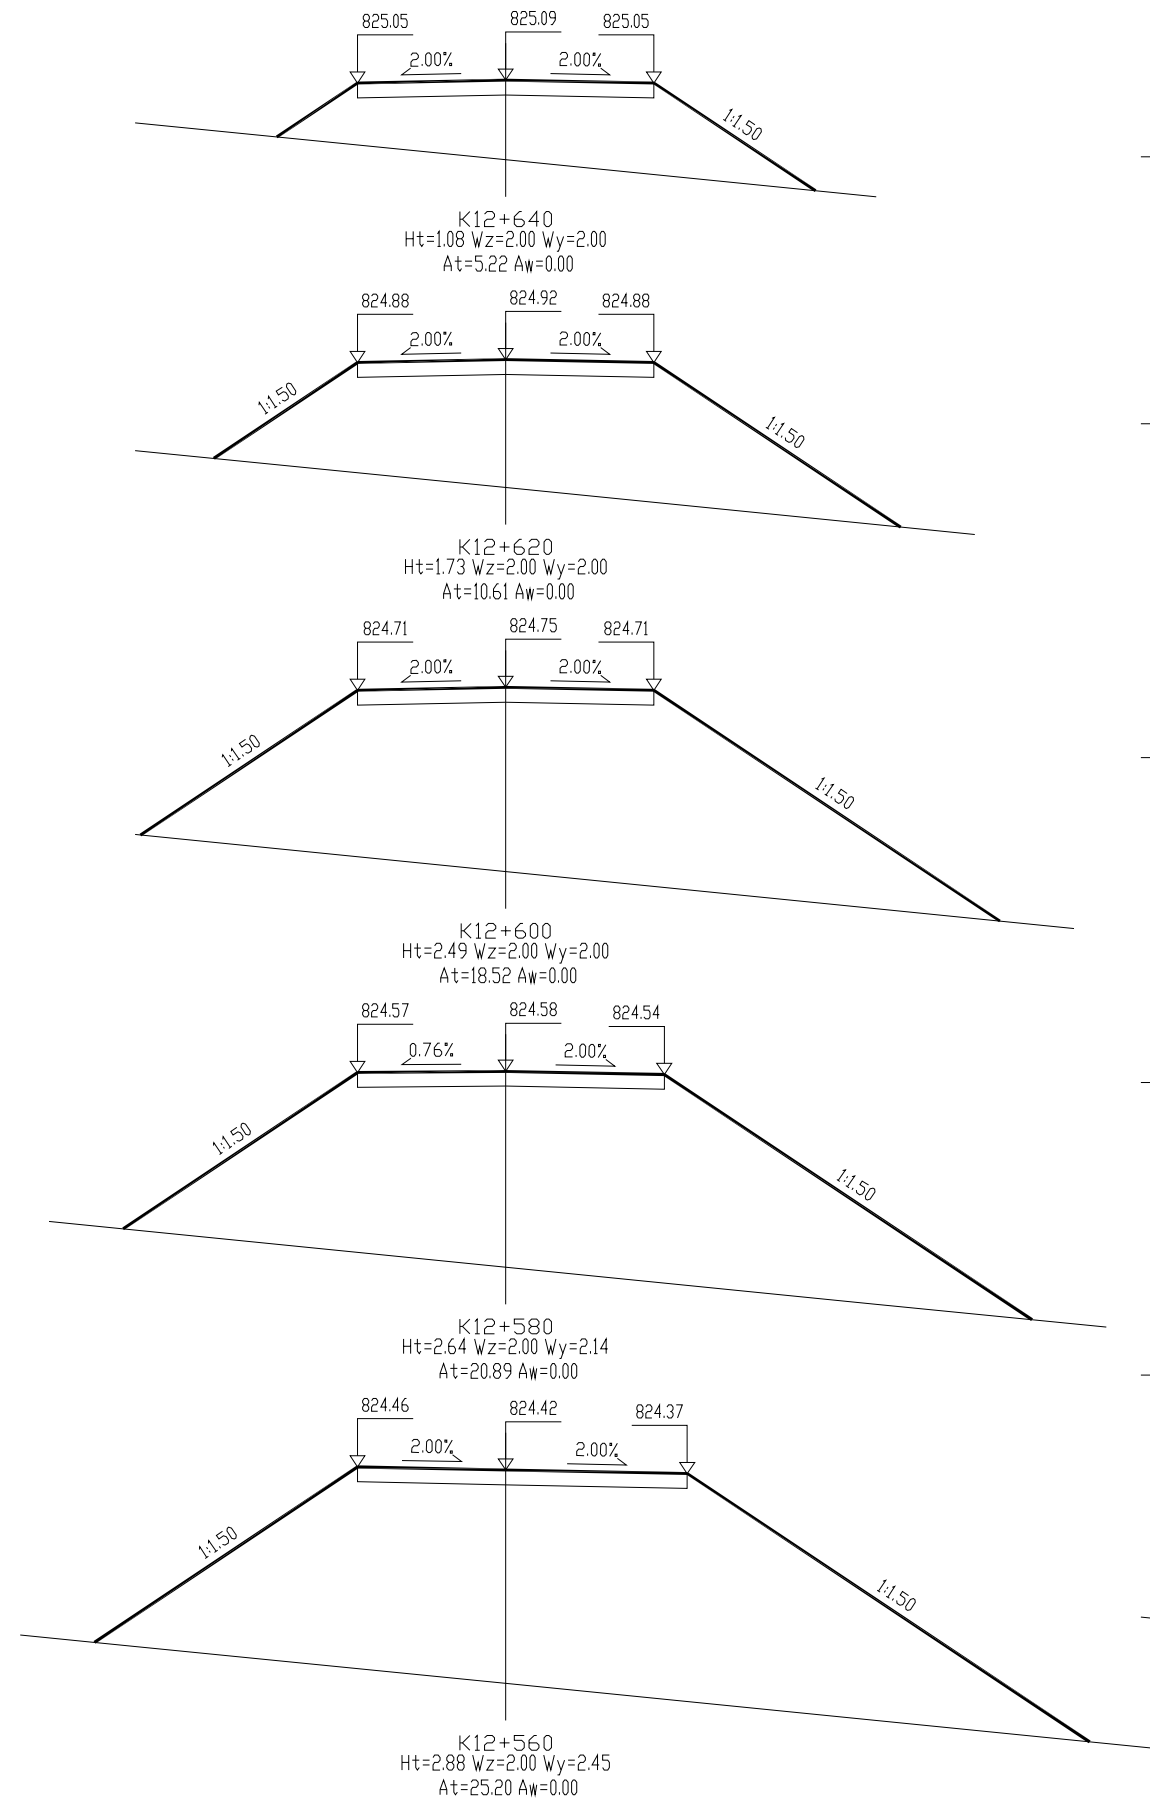 825.05 825.09 825.05
2.00% 2.00%
1:1.50
K12+640
Ht=1.08 Wz=2.00 Wy=2.00
At=5.22 Aw=0.00
824.88 824.92 824.88
2.00% 2.00%
1:1.50 1:1.50
K12+620
Ht=1.73 Wz=2.00 Wy=2.00
At=10.61 Aw=0.00
824.71 824.75 824.71
2.00% 2.00%
1:1.50 1:1.50
K12+600
Ht=2.49 Wz=2.00 Wy=2.00
At=18.52 Aw=0.00
824.57 824.58 824.54
0.76% 2.00%
1:1.50 1:1.50
K12+580
Ht=2.64 Wz=2.00 Wy=2.14
At=20.89 Aw=0.00
824.46 824.42 824.37
2.00% 2.00%
1:1.50 1:1.50
K12+560
Ht=2.88 Wz=2.00 Wy=2.45
At=25.20 Aw=0.00